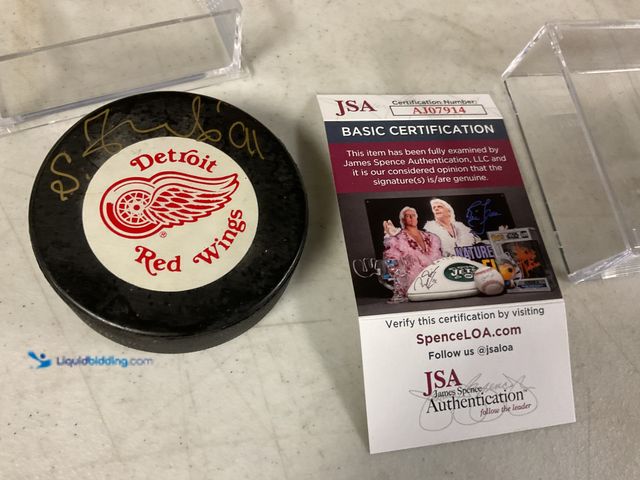 Detroit
Red Wings
®
Liquidbidding.com
JSA
Certification Number:
AJ07914
BASIC CERTIFICATION
This item has been fully examined by
James Spence Authentication, LLC and
it is our considered opinion that the
signature(s) is/are genuine.
NATURE
JETS
Verify this certification by visiting
SpenceLOA.com
Follow us @jsaloa
JSA
James Spence
Authentication
follow the leader